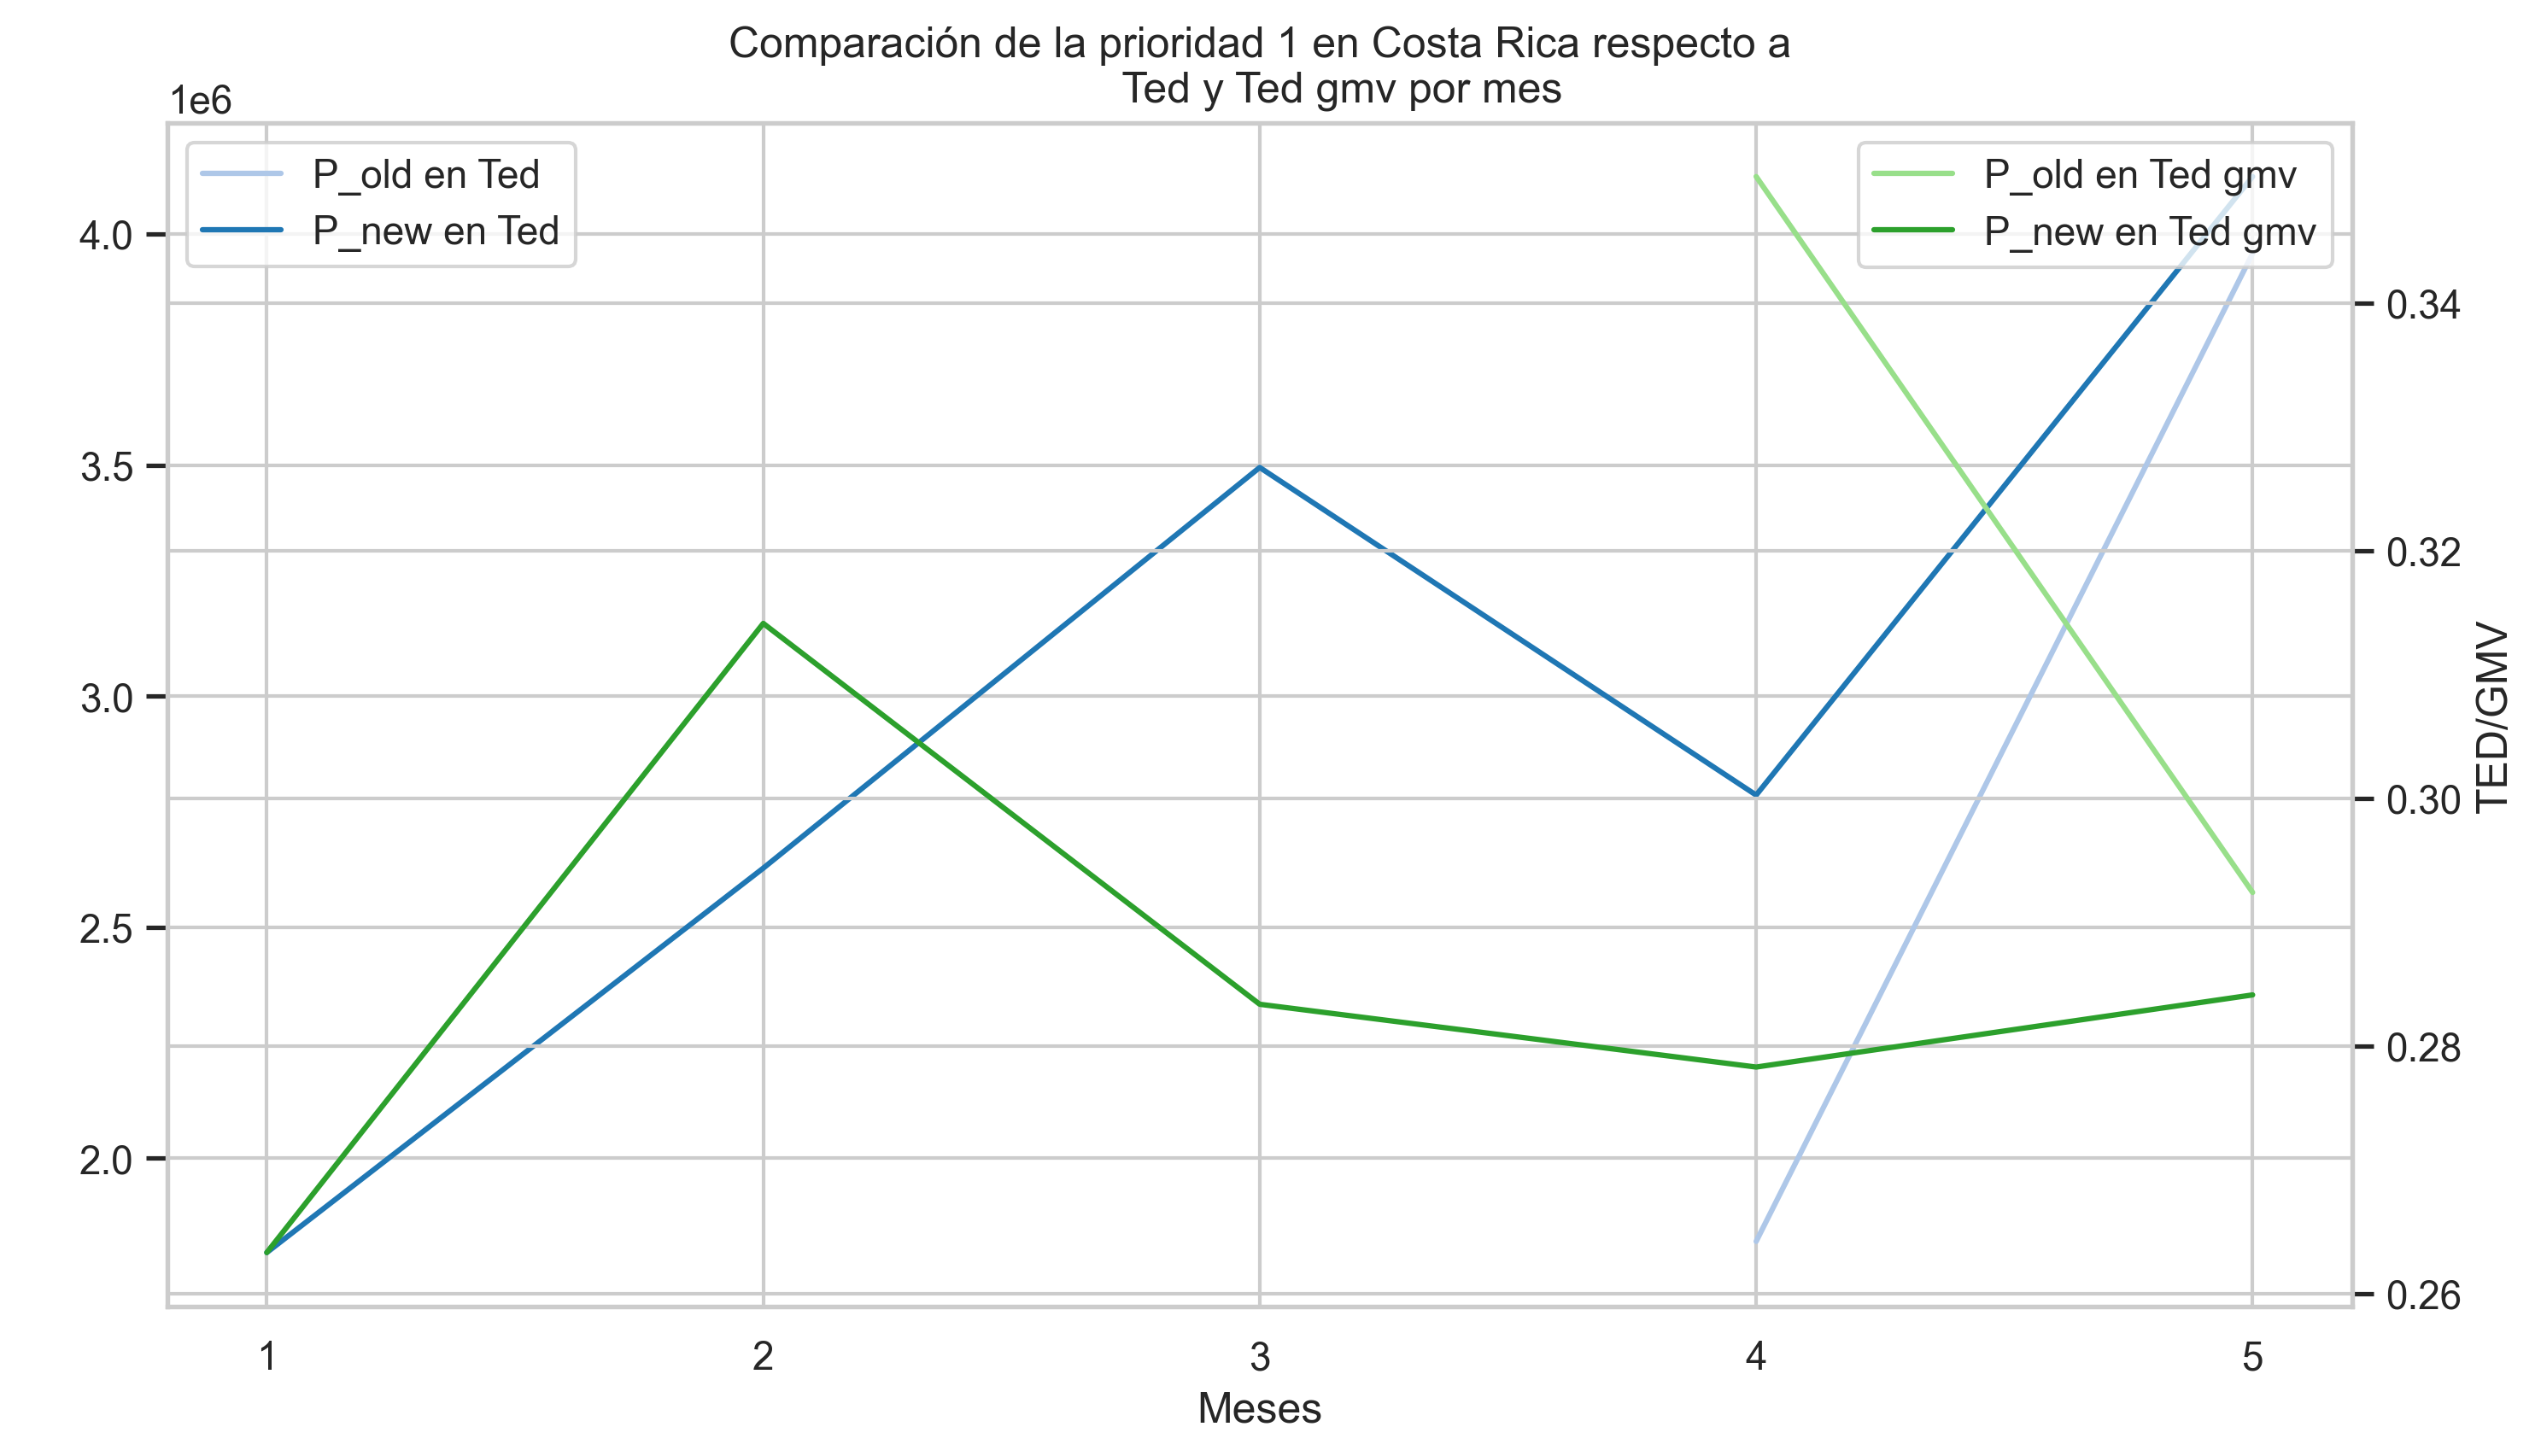 Comparación de la prioridad 1 en Costa Rica respecto a
Ted y Ted gmv por mes
1e6
P_old en Ted
P_new en Ted
P_old en Ted gmv
P_new en Ted gmv
4.0
3.5
3.0
2.5
2.0
0.34
0.32
0.30
0.28
0.26
TED/GMV
1 2 3 4 5
Meses